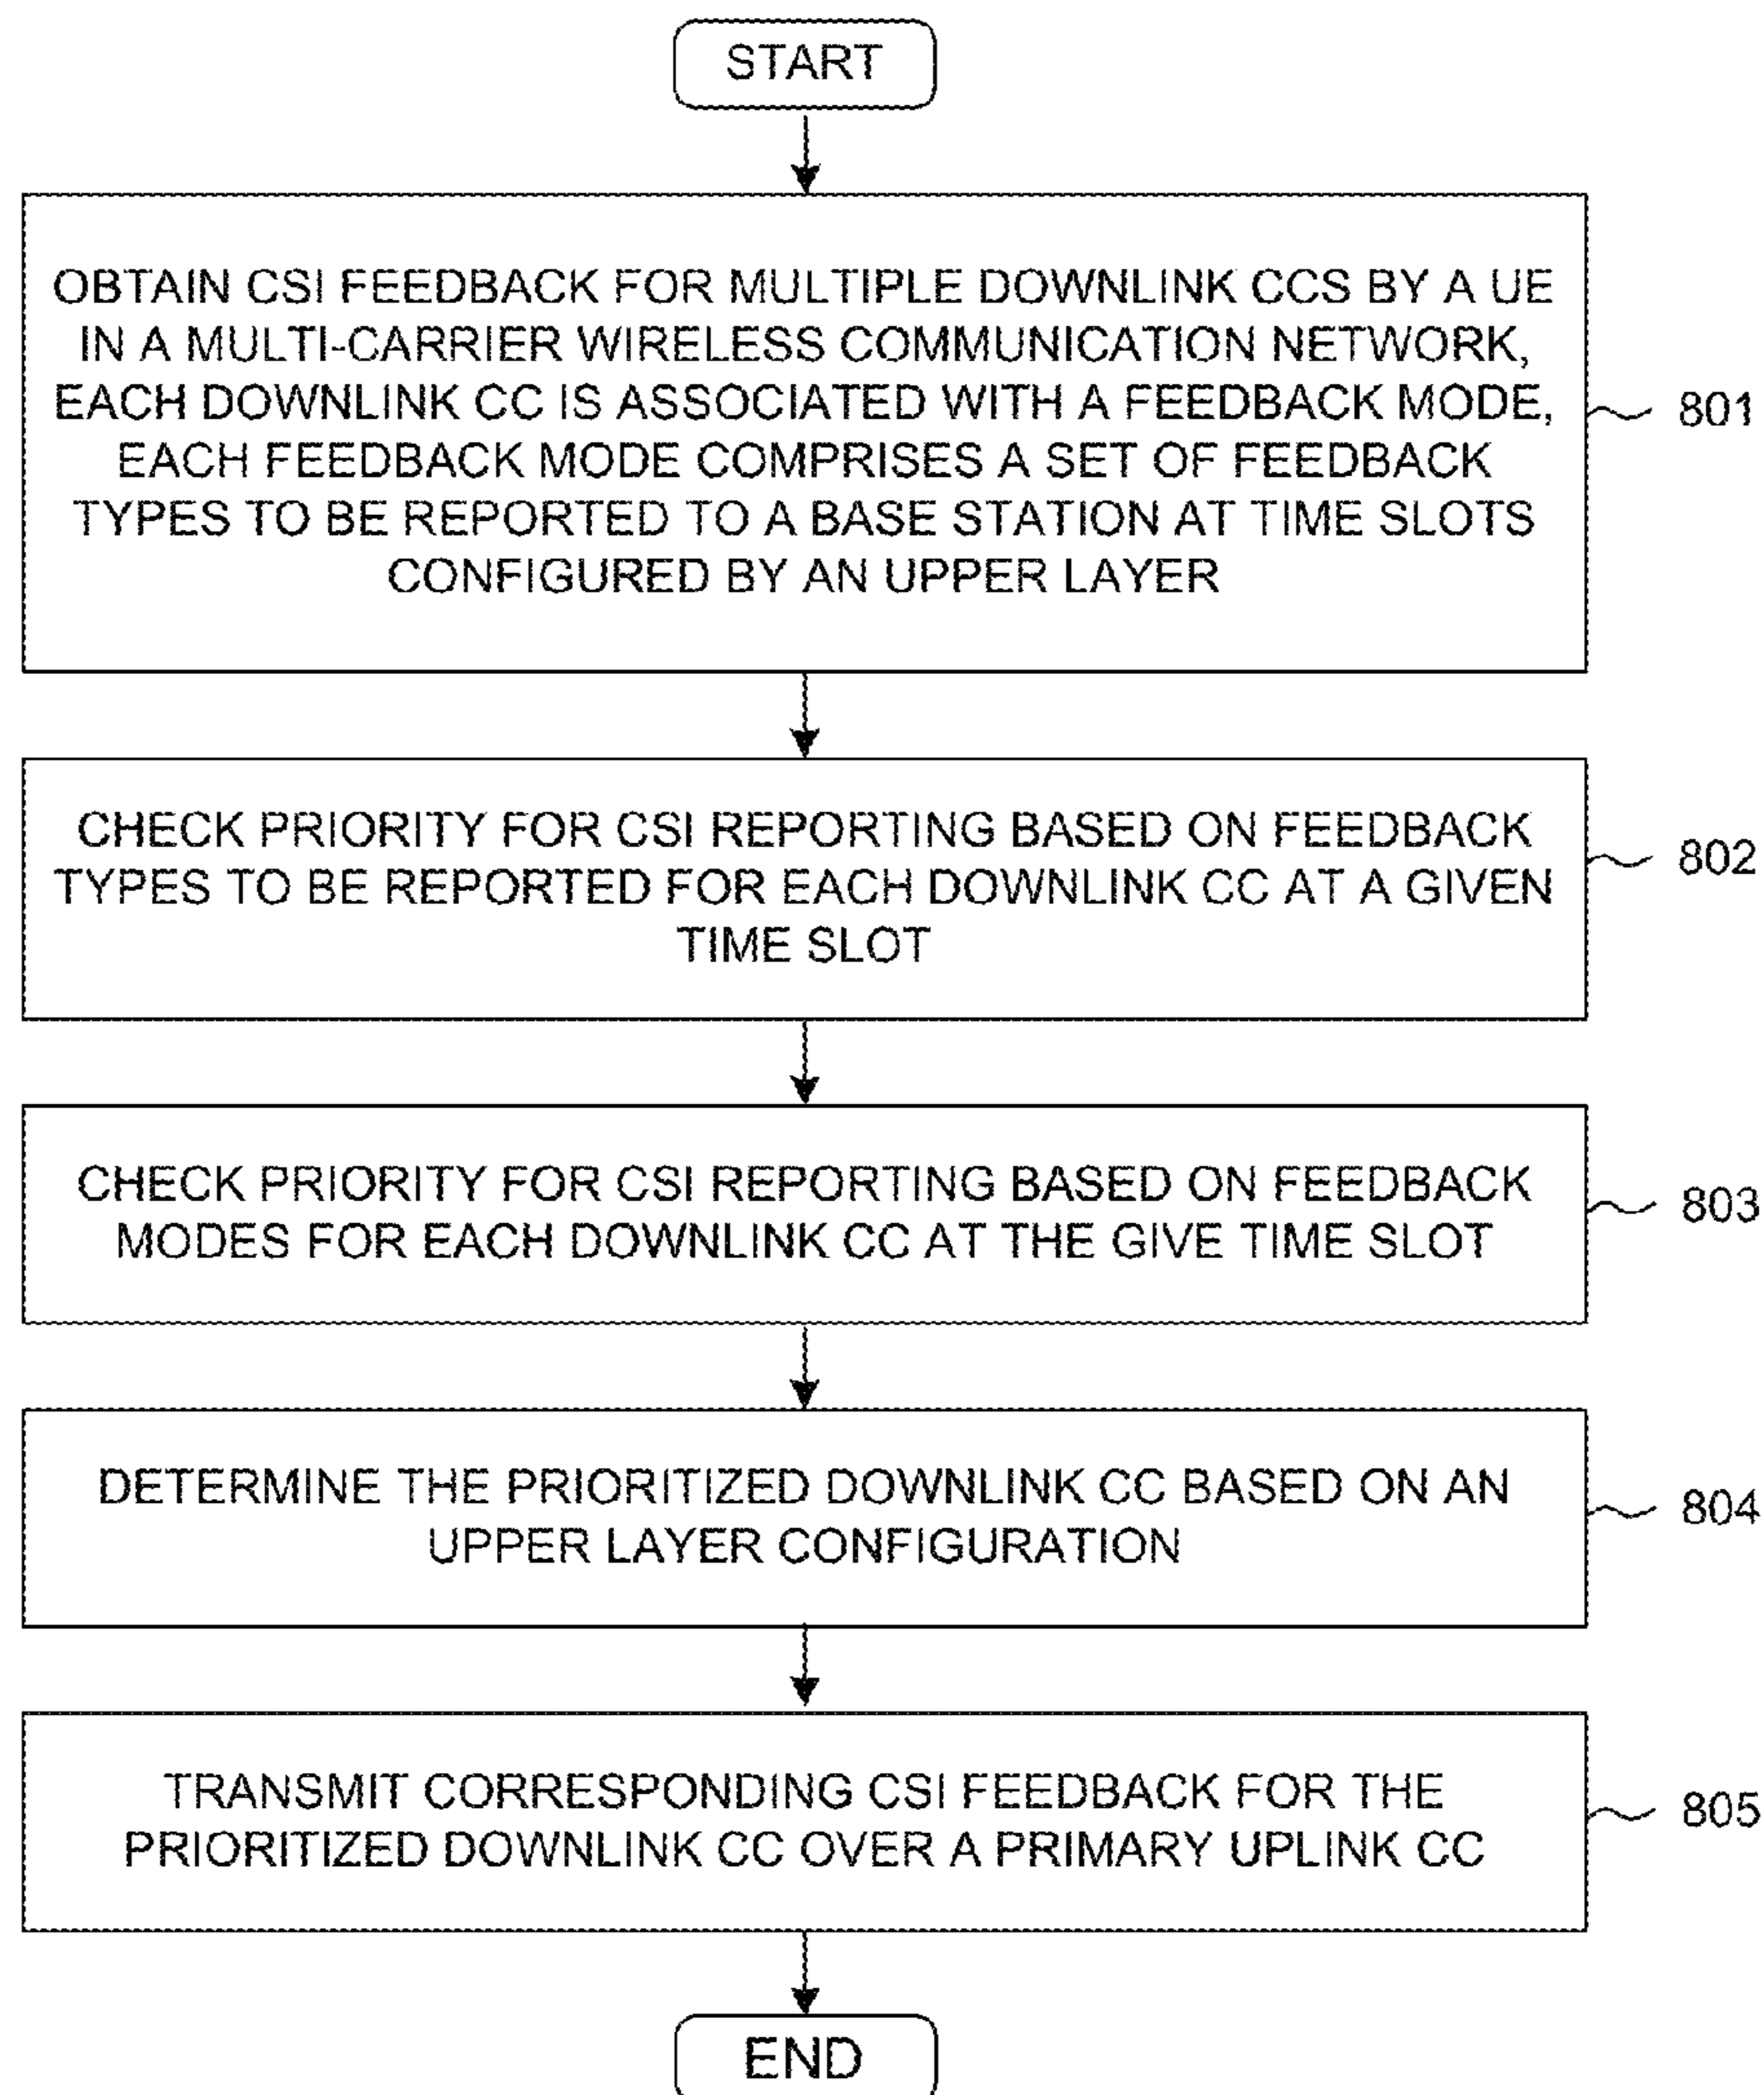 START
OBTAIN CSI FEEDBACK FOR MULTIPLE DOWNLINK CCS BY A UE
IN A MULTI-CARRIER WIRELESS COMMUNICATION NETWORK,
EACH DOWNLINK CC IS ASSOCIATED WITH A FEEDBACK MODE,
EACH FEEDBACK MODE COMPRISES A SET OF FEEDBACK
TYPES TO BE REPORTED TO A BASE STATION AT TIME SLOTS
CONFIGURED BY AN UPPER LAYER
801
CHECK PRIORITY FOR CSI REPORTING BASED ON FEEDBACK
TYPES TO BE REPORTED FOR EACH DOWNLINK CC AT A GIVEN
TIME SLOT
802
CHECK PRIORITY FOR CSI REPORTING BASED ON FEEDBACK
MODES FOR EACH DOWNLINK CC AT THE GIVE TIME SLOT
803
DETERMINE THE PRIORITIZED DOWNLINK CC BASED ON AN
UPPER LAYER CONFIGURATION
804
TRANSMIT CORRESPONDING CSI FEEDBACK FOR THE
PRIORITIZED DOWNLINK CC OVER A PRIMARY UPLINK CC
805
END